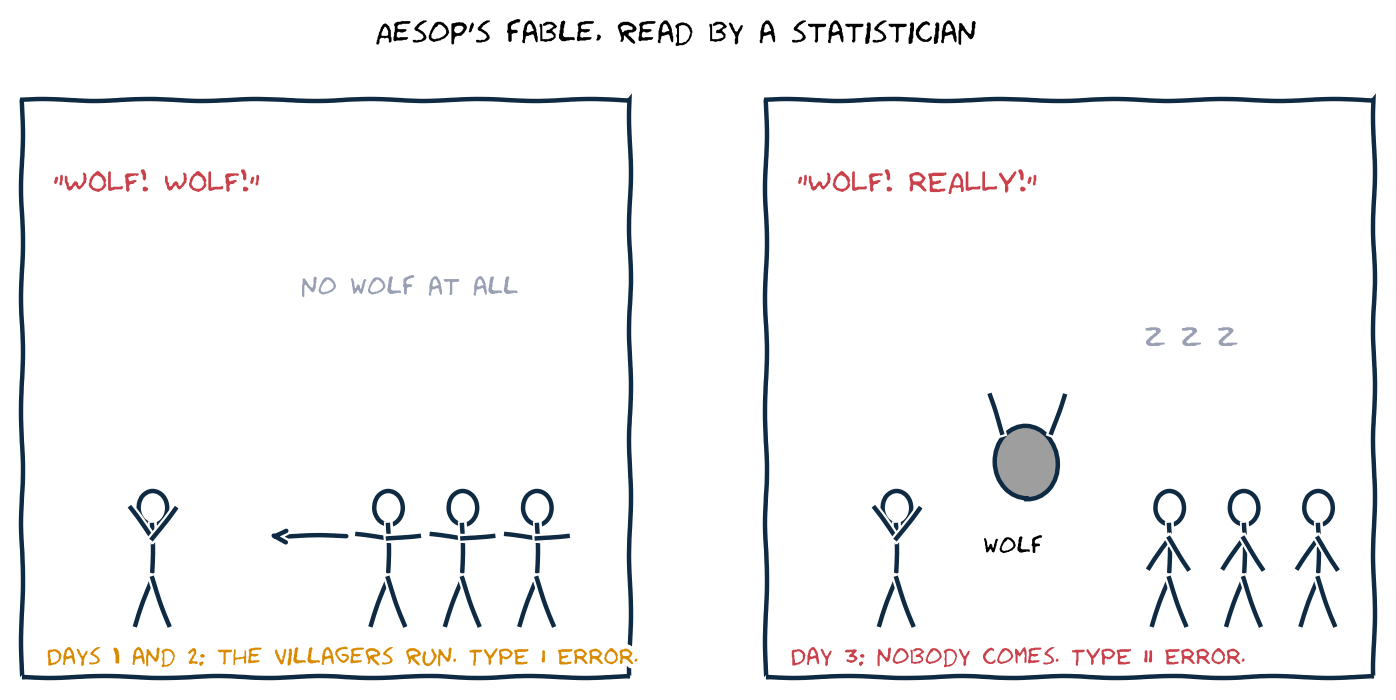 AESOP'S FABLE, READ BY A STATISTICIAN
"WOLF! WOLF!"
NO WOLF AT ALL
DAYS 1 AND 2: THE VILLAGERS RUN. TYPE I ERROR.
"WOLF! REALLY!"
Z Z Z
WOLF
DAY 3: NOBODY COMES. TYPE II ERROR.